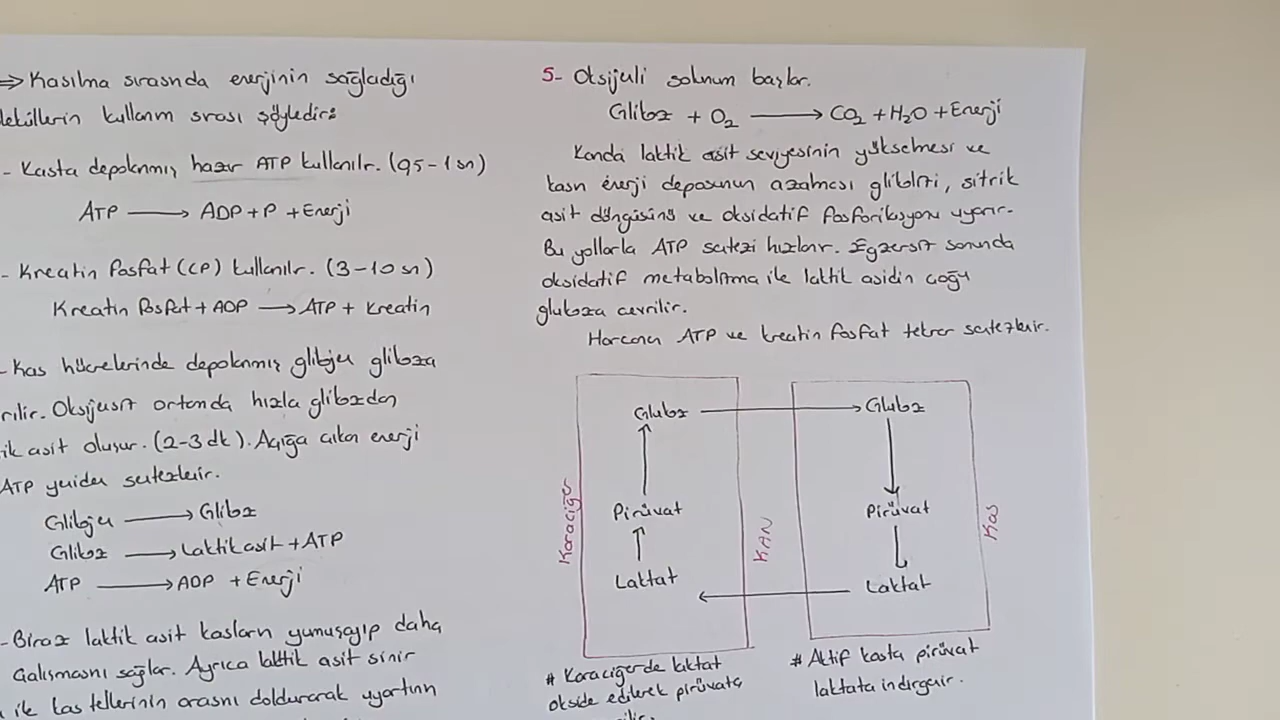 ⇒ Kasılma sırasında enerjinin sağladığı
leküllerin kullanım sırası şöyledir:
- Kasta depolanmış hazır ATP kullanılır. (0,5-1 sn)
ATP → ADP + P + Enerji
- Kreatin Fosfat (CP) kullanılır. (3-10 sn)
Kreatin fosfat + ADP → ATP + Kreatin
- Kas hücrelerinde depolanmış glikojen glikoza
rilir. Oksijensiz ortamda hızla glikozdan
ik asit oluşur. (2-3 dk). Açığa çıkan enerji
ATP yeniden sentezlenir.
Glikojen → Glikoz
Glikoz → Laktik asit + ATP
ATP → ADP + Enerji
- Biraz laktik asit kasların yumuşayıp daha
Çalışmasını sağlar. Ayrıca laktik asit sinir
ile kas tellerinin arasını doldurarak uyartının
5- Oksijenli solunum başlar.
Glikoz + O₂ → CO₂ + H₂O + Enerji
Kanda laktik asit seviyesinin yükselmesi ve
kasın enerji deposunun azalması glikolizi, sitrik
asit döngüsünü ve oksidatif fosforilasyonu uyarır.
Bu yollarla ATP sentezi hızlanır. Egzersiz sonunda
oksidatif metabolizma ile laktik asidin çoğu
glukoza çevrilir.
Harcanan ATP ve kreatin fosfat tekrar sentezlenir.
Glukoz → Glukoz
Pirüvat Pirüvat
Laktat ← Laktat
Karaciğer
KAN
Kas
# Karaciğerde laktat
okside edilerek pirüvata
# Aktif kasta pirüvat
laktata indirgenir.